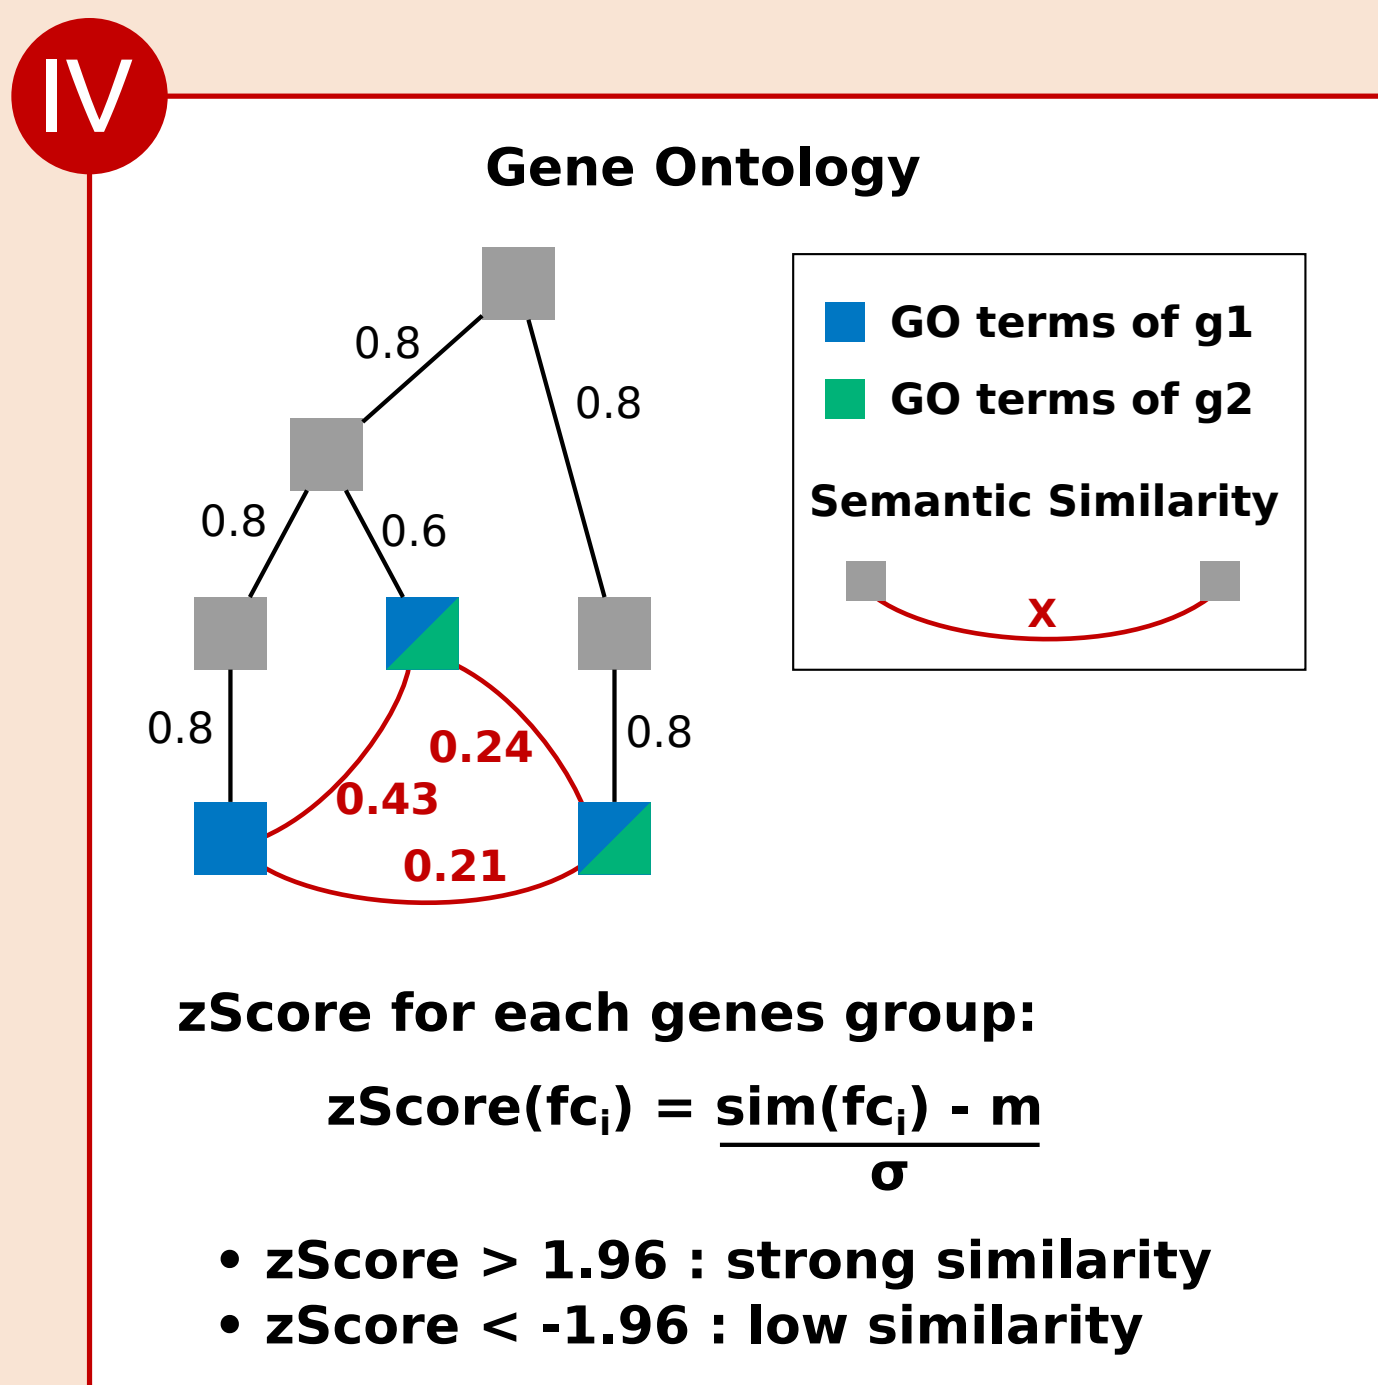 IV
Gene Ontology
0.8
0.8
0.8
0.6
0.8
0.8
0.24
0.43
0.21
GO terms of g1
GO terms of g2
Semantic Similarity
X
zScore for each genes group:
zScore(fcᵢ) = sim(fcᵢ) - m
σ
• zScore > 1.96 : strong similarity
• zScore < -1.96 : low similarity